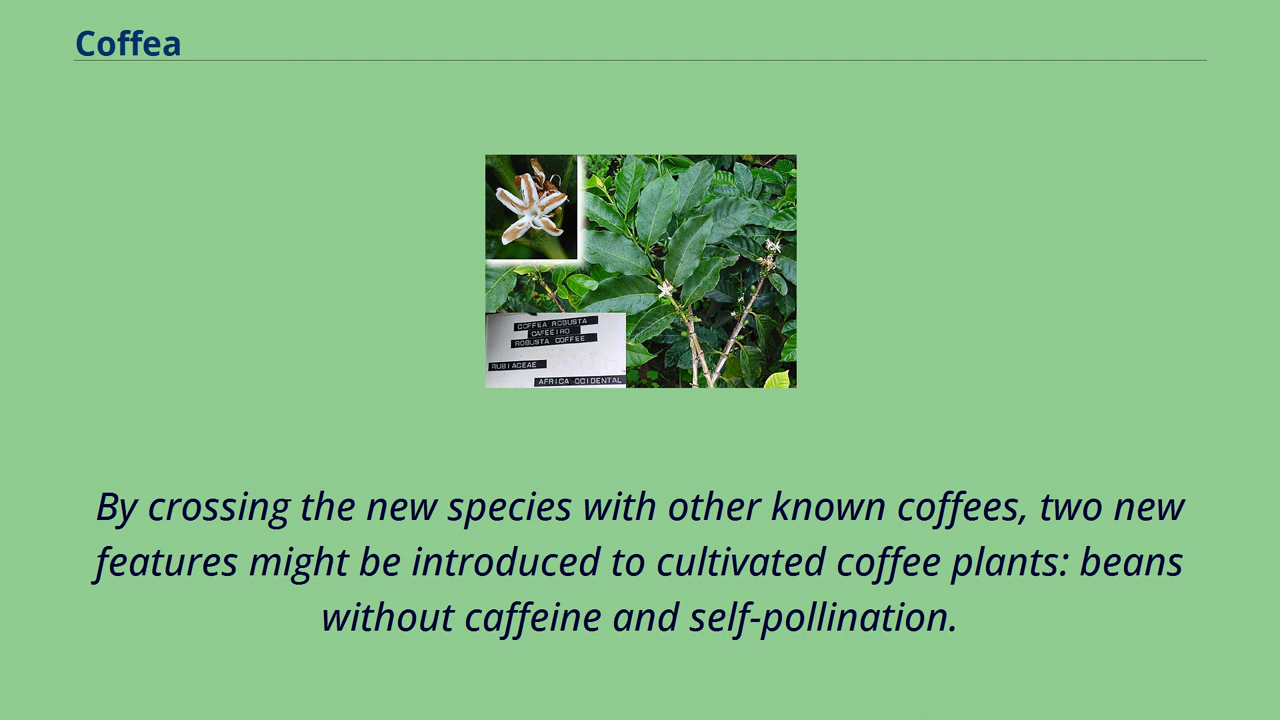 Coffea
COFFEA ROBUSTA
CAFEEIRO
ROBUSTA COFFEE
RUBIACEAE
AFRICA OCIDENTAL
By crossing the new species with other known coffees, two new
features might be introduced to cultivated coffee plants: beans
without caffeine and self-pollination.